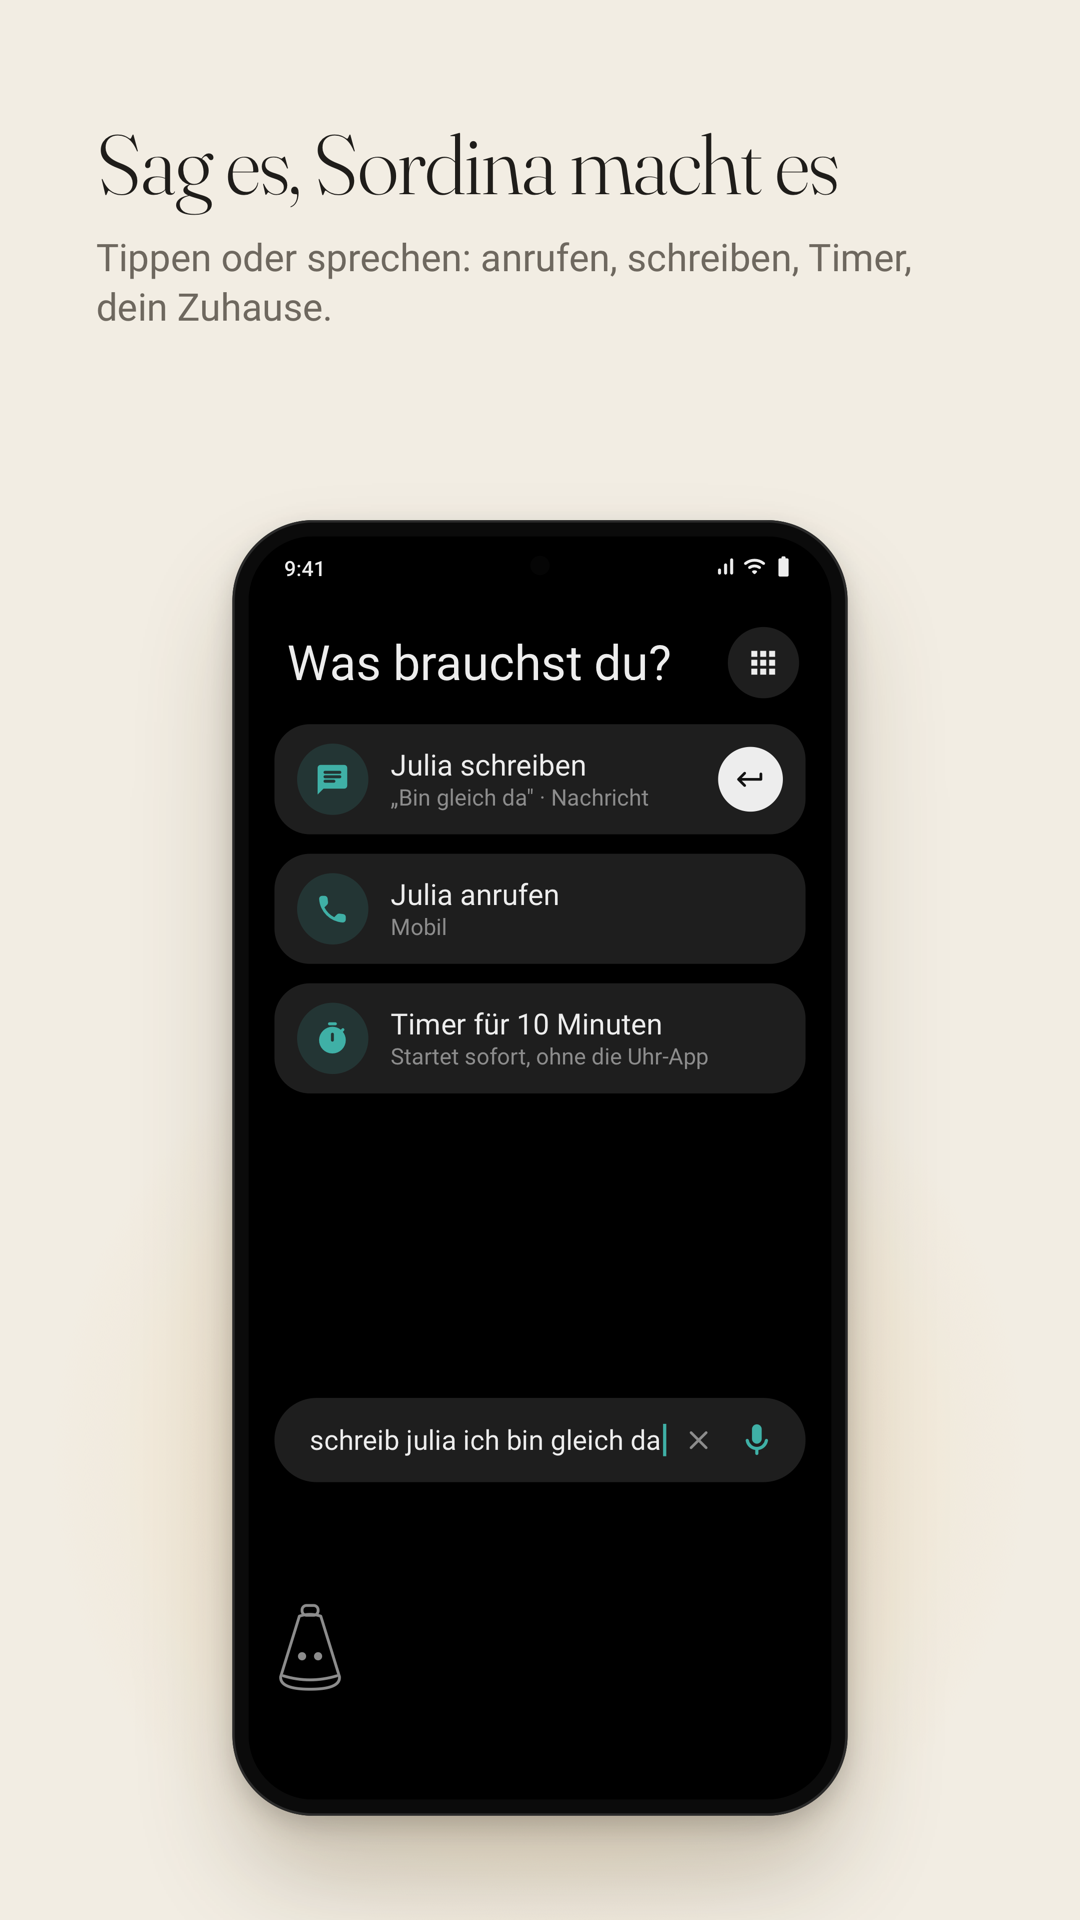 Sag es, Sordina macht es
Tippen oder sprechen: anrufen, schreiben, Timer,
dein Zuhause.
9:41
Was brauchst du?
Julia schreiben
„Bin gleich da" · Nachricht
Julia anrufen
Mobil
Timer für 10 Minuten
Startet sofort, ohne die Uhr-App
schreib julia ich bin gleich da